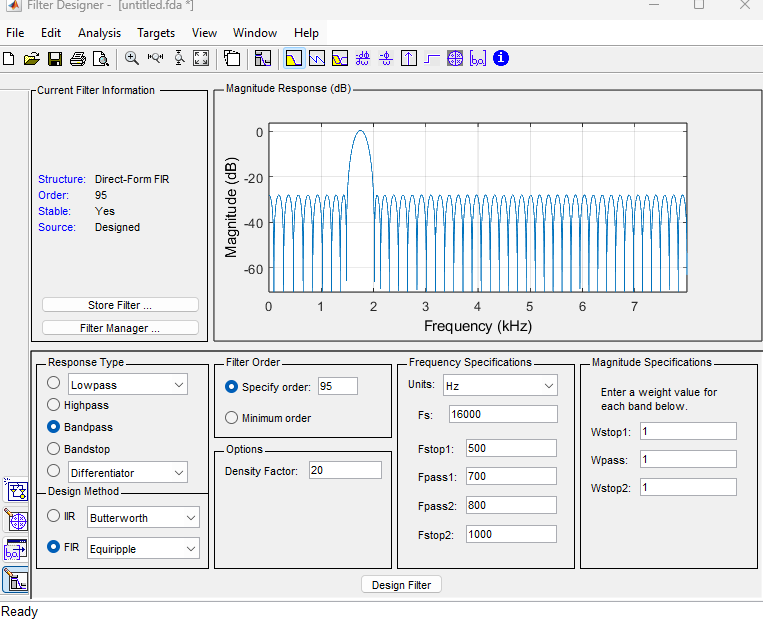 Filter Designer - [untitled.fda *]
File Edit Analysis Targets View Window Help
Current Filter Information
Structure: Direct-Form FIR
Order: 95
Stable: Yes
Source: Designed
Store Filter ...
Filter Manager ...
Magnitude Response (dB)
Magnitude (dB)
0
-20
-40
-60
0 1 2 3 4 5 6 7
Frequency (kHz)
Response Type
Lowpass
Highpass
Bandpass
Bandstop
Differentiator
Design Method
IIR Butterworth
FIR Equiripple
Filter Order
Specify order: 95
Minimum order
Options
Density Factor: 20
Frequency Specifications
Units: Hz
Fs: 16000
Fstop1: 500
Fpass1: 700
Fpass2: 800
Fstop2: 1000
Magnitude Specifications
Enter a weight value for
each band below.
Wstop1: 1
Wpass: 1
Wstop2: 1
Design Filter
Ready